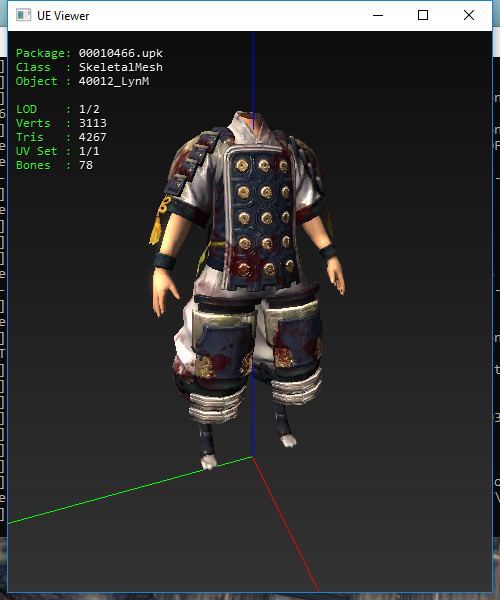 UE Viewer
Package: 00010466.upk
Class : SkeletalMesh
Object : 40012_LynM
LOD : 1/2
Verts : 3113
Tris : 4267
UV Set : 1/1
Bones : 78